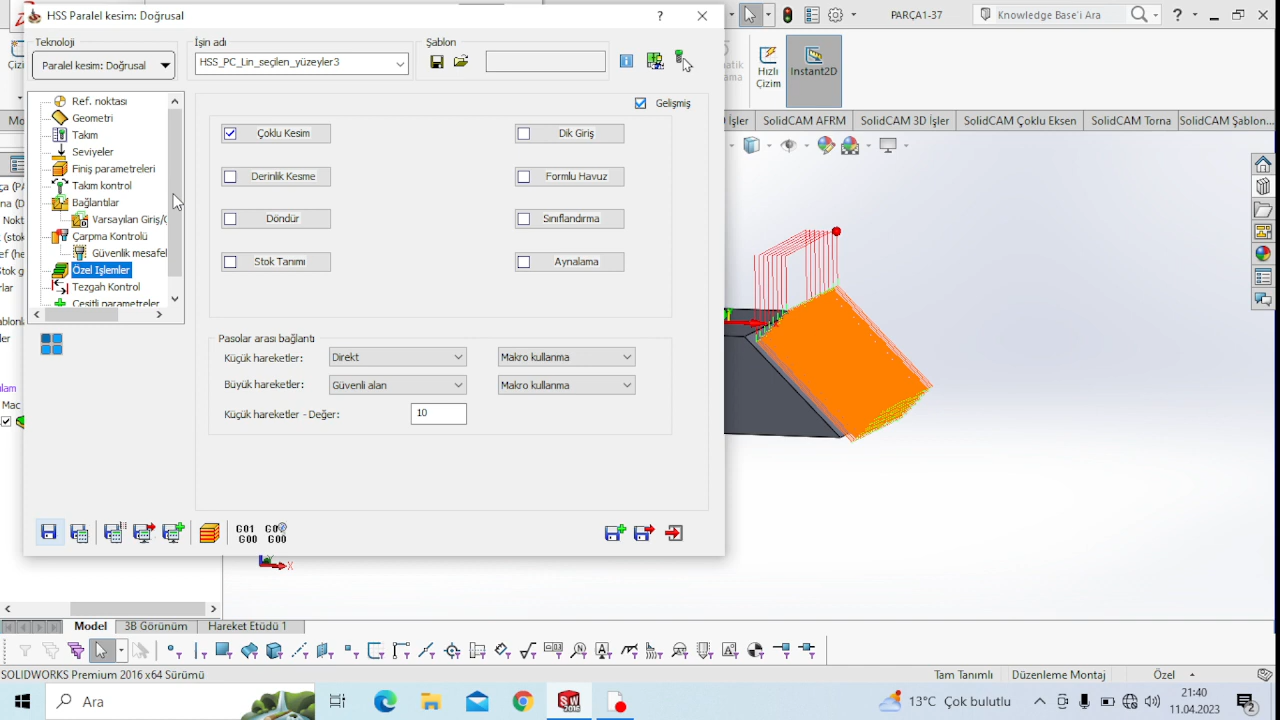 HSS Paralel kesim: Doğrusal
?
PARÇA1-37
Knowledge Base'i Ara
Teknoloji
Paralel kesim: Doğrusal
İşin adı
HSS_PC_Lin_seçilen_yüzeyler3
Şablon
Hızlı
Çizim
Instant2D
Gelişmiş
Ref. noktası
Geometri
Takım
Seviyeler
Finiş parametreleri
Takım kontrol
Bağlantılar
Varsayılan Giriş/Ç
Çarpma Kontrolü
Güvenlik mesafel
Özel İşlemler
Tezgah Kontrol
Çeşitli parametreler
Çoklu Kesim
Dik Giriş
Derinlik Kesme
Formlu Havuz
Döndür
Sınıflandırma
Stok Tanımı
Aynalama
Pasolar arası bağlantı
Küçük hareketler:
Direkt
Makro kullanma
Büyük hareketler:
Güvenli alan
Makro kullanma
Küçük hareketler - Değer:
10
G01
G00
G0
G00
İşler
SolidCAM AFRM
SolidCAM 3D İşler
SolidCAM Çoklu Eksen
SolidCAM Torna
SolidCAM Şablon...
X
Model
3B Görünüm
Hareket Etüdü 1
SOLIDWORKS Premium 2016 x64 Sürümü
Tam Tanımlı
Düzenleme Montaj
Özel
Ara
13°C Çok bulutlu
21:40
11.04.2023
2